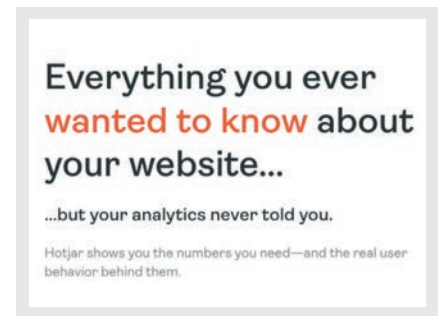 Everything you ever
wanted to know about
your website...
...but your analytics never told you.
Hotjar shows you the numbers you need—and the real user
behavior behind them.